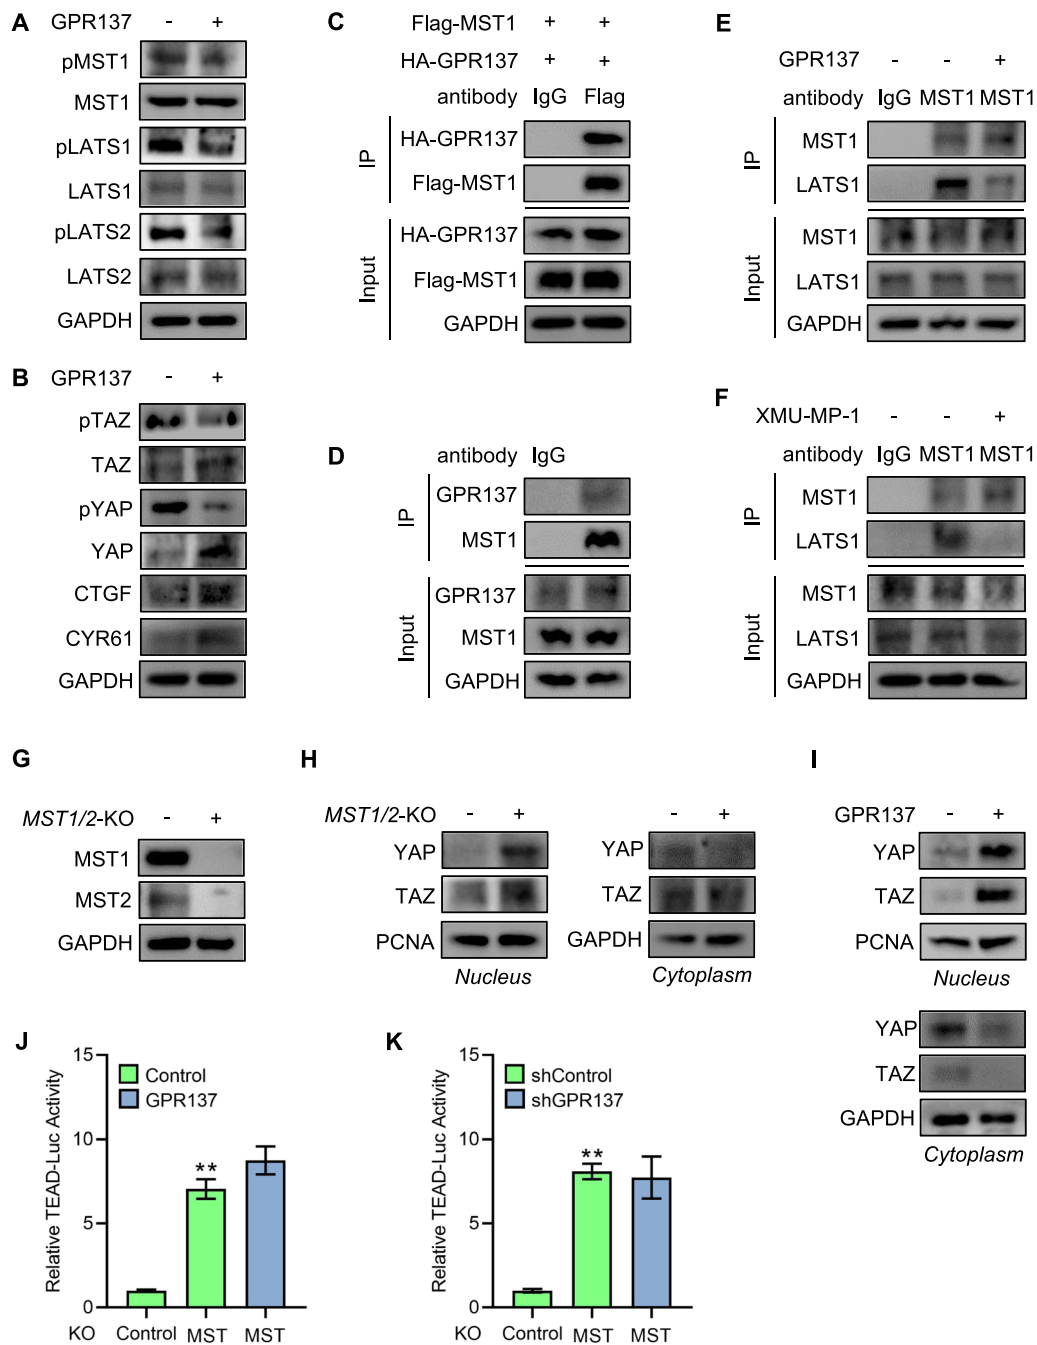 A
GPR137 - +
pMST1
MST1
pLATS1
LATS1
pLATS2
LATS2
GAPDH
B
GPR137 - +
pTAZ
TAZ
pYAP
YAP
CTGF
CYR61
GAPDH
C
Flag-MST1 + +
HA-GPR137 + +
antibody IgG Flag
IP
HA-GPR137
Flag-MST1
Input
HA-GPR137
Flag-MST1
GAPDH
D
antibody IgG
IP
GPR137
MST1
Input
GPR137
MST1
GAPDH
E
GPR137 - - +
antibody IgG MST1 MST1
IP
MST1
LATS1
Input
MST1
LATS1
GAPDH
F
XMU-MP-1 - - +
antibody IgG MST1 MST1
IP
MST1
LATS1
Input
MST1
LATS1
GAPDH
G
MST1/2-KO - +
MST1
MST2
GAPDH
H
MST1/2-KO - +
YAP
TAZ
PCNA
Nucleus
- +
YAP
TAZ
GAPDH
Cytoplasm
I
GPR137 - +
YAP
TAZ
PCNA
Nucleus
YAP
TAZ
GAPDH
Cytoplasm
J
Relative TEAD-Luc Activity
15
10
5
0
Control
GPR137
**
KO Control MST MST
K
Relative TEAD-Luc Activity
15
10
5
0
shControl
shGPR137
**
KO Control MST MST